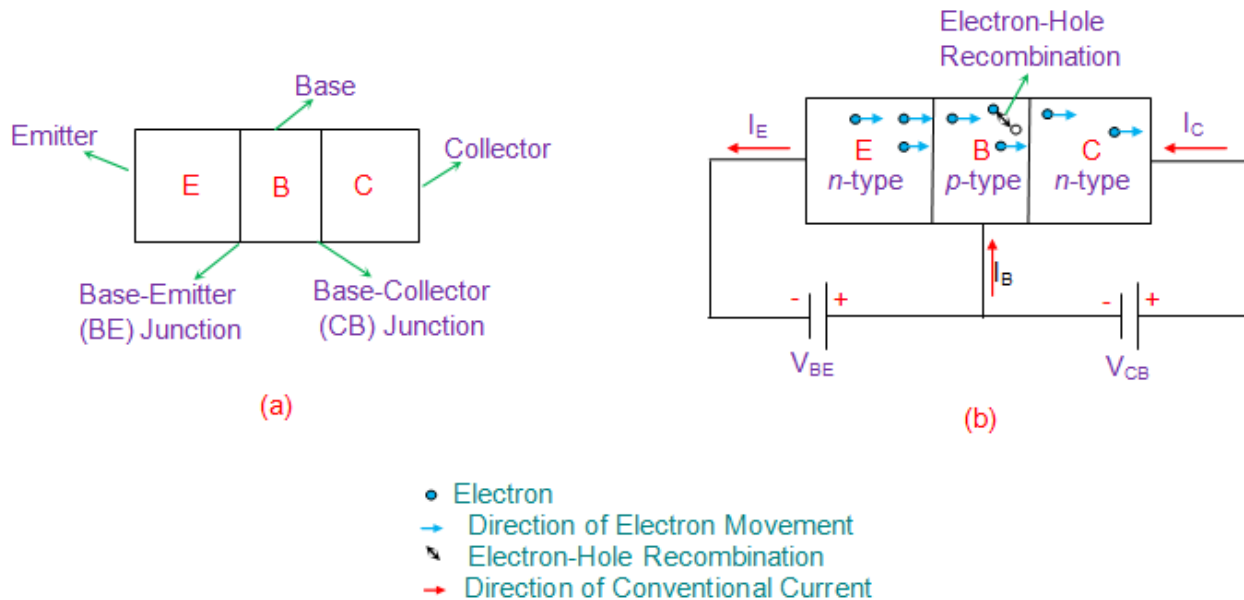 Base
Emitter
Collector
E
B
C
Base-Emitter
(BE) Junction
Base-Collector
(CB) Junction
(a)
Electron-Hole
Recombination
I_E
I_C
E
B
C
n-type
p-type
n-type
I_B
- +
- +
V_BE
V_CB
(b)
Electron
Direction of Electron Movement
Electron-Hole Recombination
Direction of Conventional Current